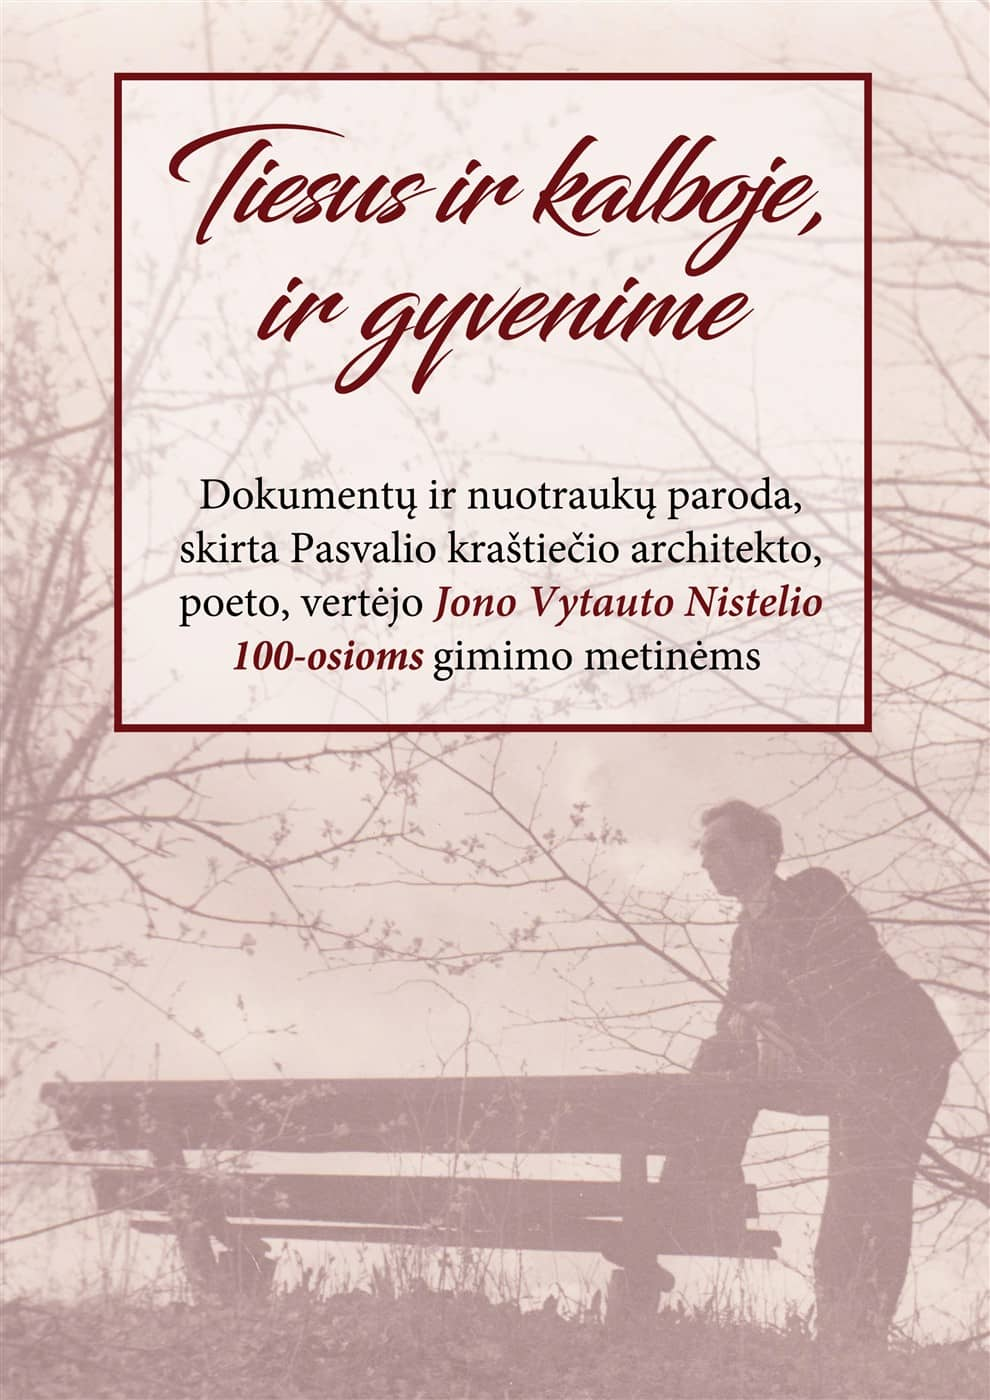 Tiesus ir kalboje,
ir gyvenime
Dokumentų ir nuotraukų paroda,
skirta Pasvalio kraštiečio architekto,
poeto, vertėjo Jono Vytauto Nistelio
100-osioms gimimo metinėms